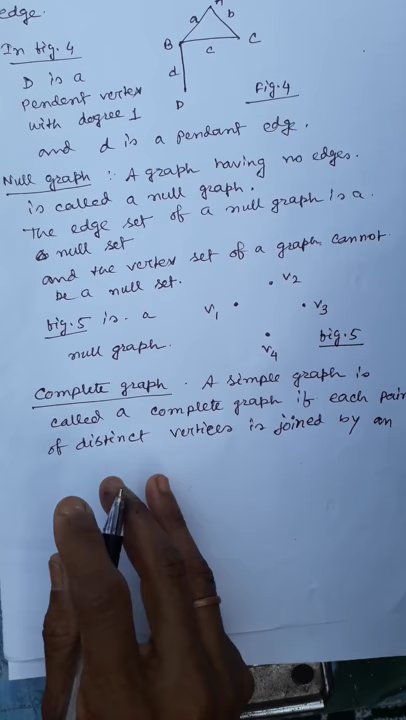 edge.
A
a b
B C
c
d
D
Fig.4
In fig. 4
D is a
pendent vertex
with degree 1
and d is a pendant edge.
Null graph : A graph having no edges.
is called a null graph.
The edge set of a null graph is a
null set
and the vertex set of a graph cannot
be a null set.
fig. 5 is a
null graph.
v1 v2
v3
v4
fig. 5
Complete graph . A simple graph is
called a complete graph if each pair
of distinct vertices is joined by an